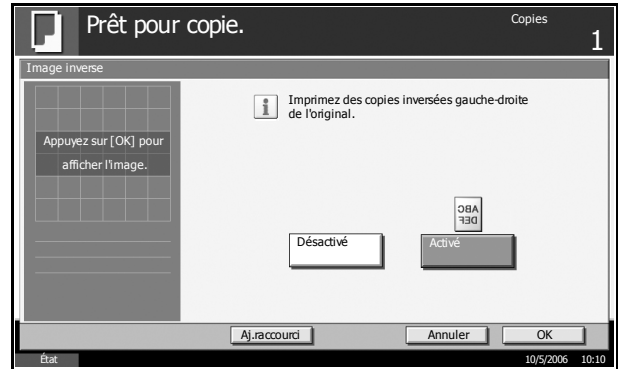 Prêt pour copie.
Copies
1
Image inverse
Appuyez sur [OK] pour
afficher l'image.
Imprimez des copies inversées gauche-droite
de l'original.
ABC
DEF
Désactivé
Activé
Aj.raccourci
Annuler
OK
État
10/5/2006 10:10